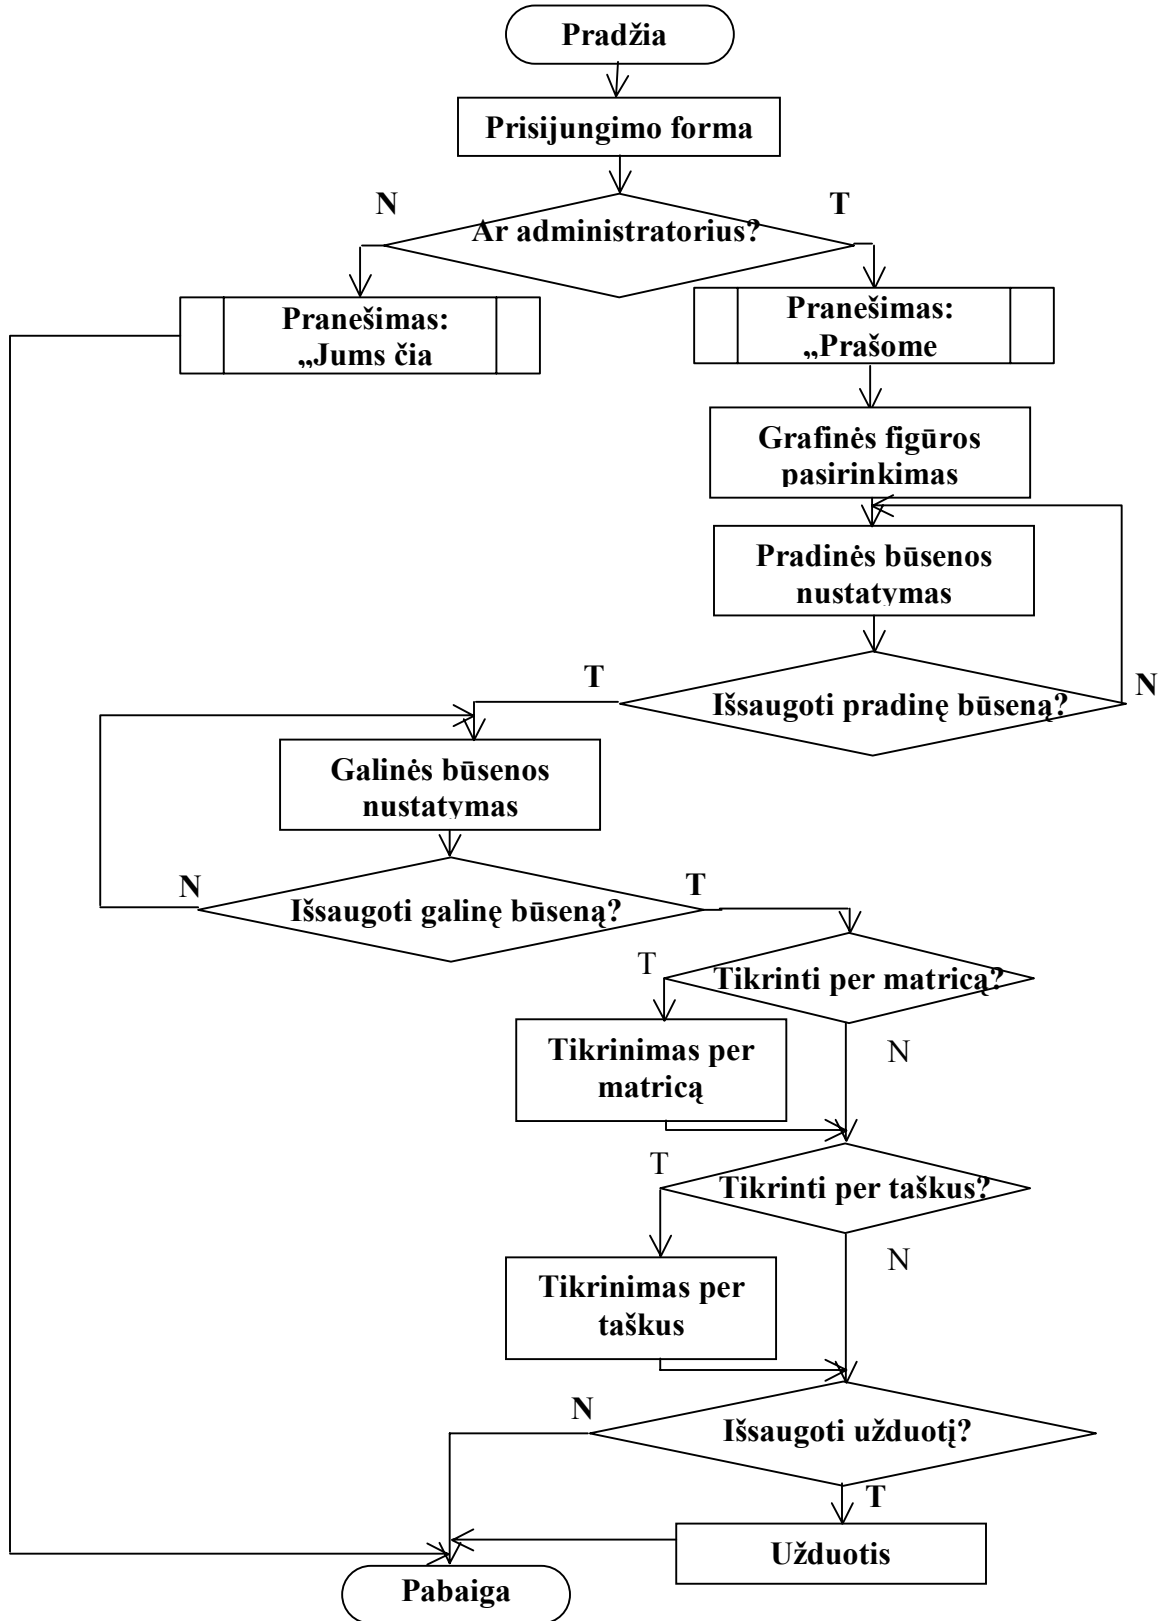 Pradžia
Prisijungimo forma
N
T
Ar administratorius?
Pranešimas:
„Jums čia
Pranešimas:
„Prašome
Grafinės figūros
pasirinkimas
Pradinės būsenos
nustatymas
T
N
Išsaugoti pradinę būseną?
Galinės būsenos
nustatymas
N
T
Išsaugoti galinę būseną?
T
Tikrinti per matricą?
Tikrinimas per
matricą
N
T
Tikrinti per taškus?
N
Tikrinimas per
taškus
N
Išsaugoti užduotį?
T
Užduotis
Pabaiga